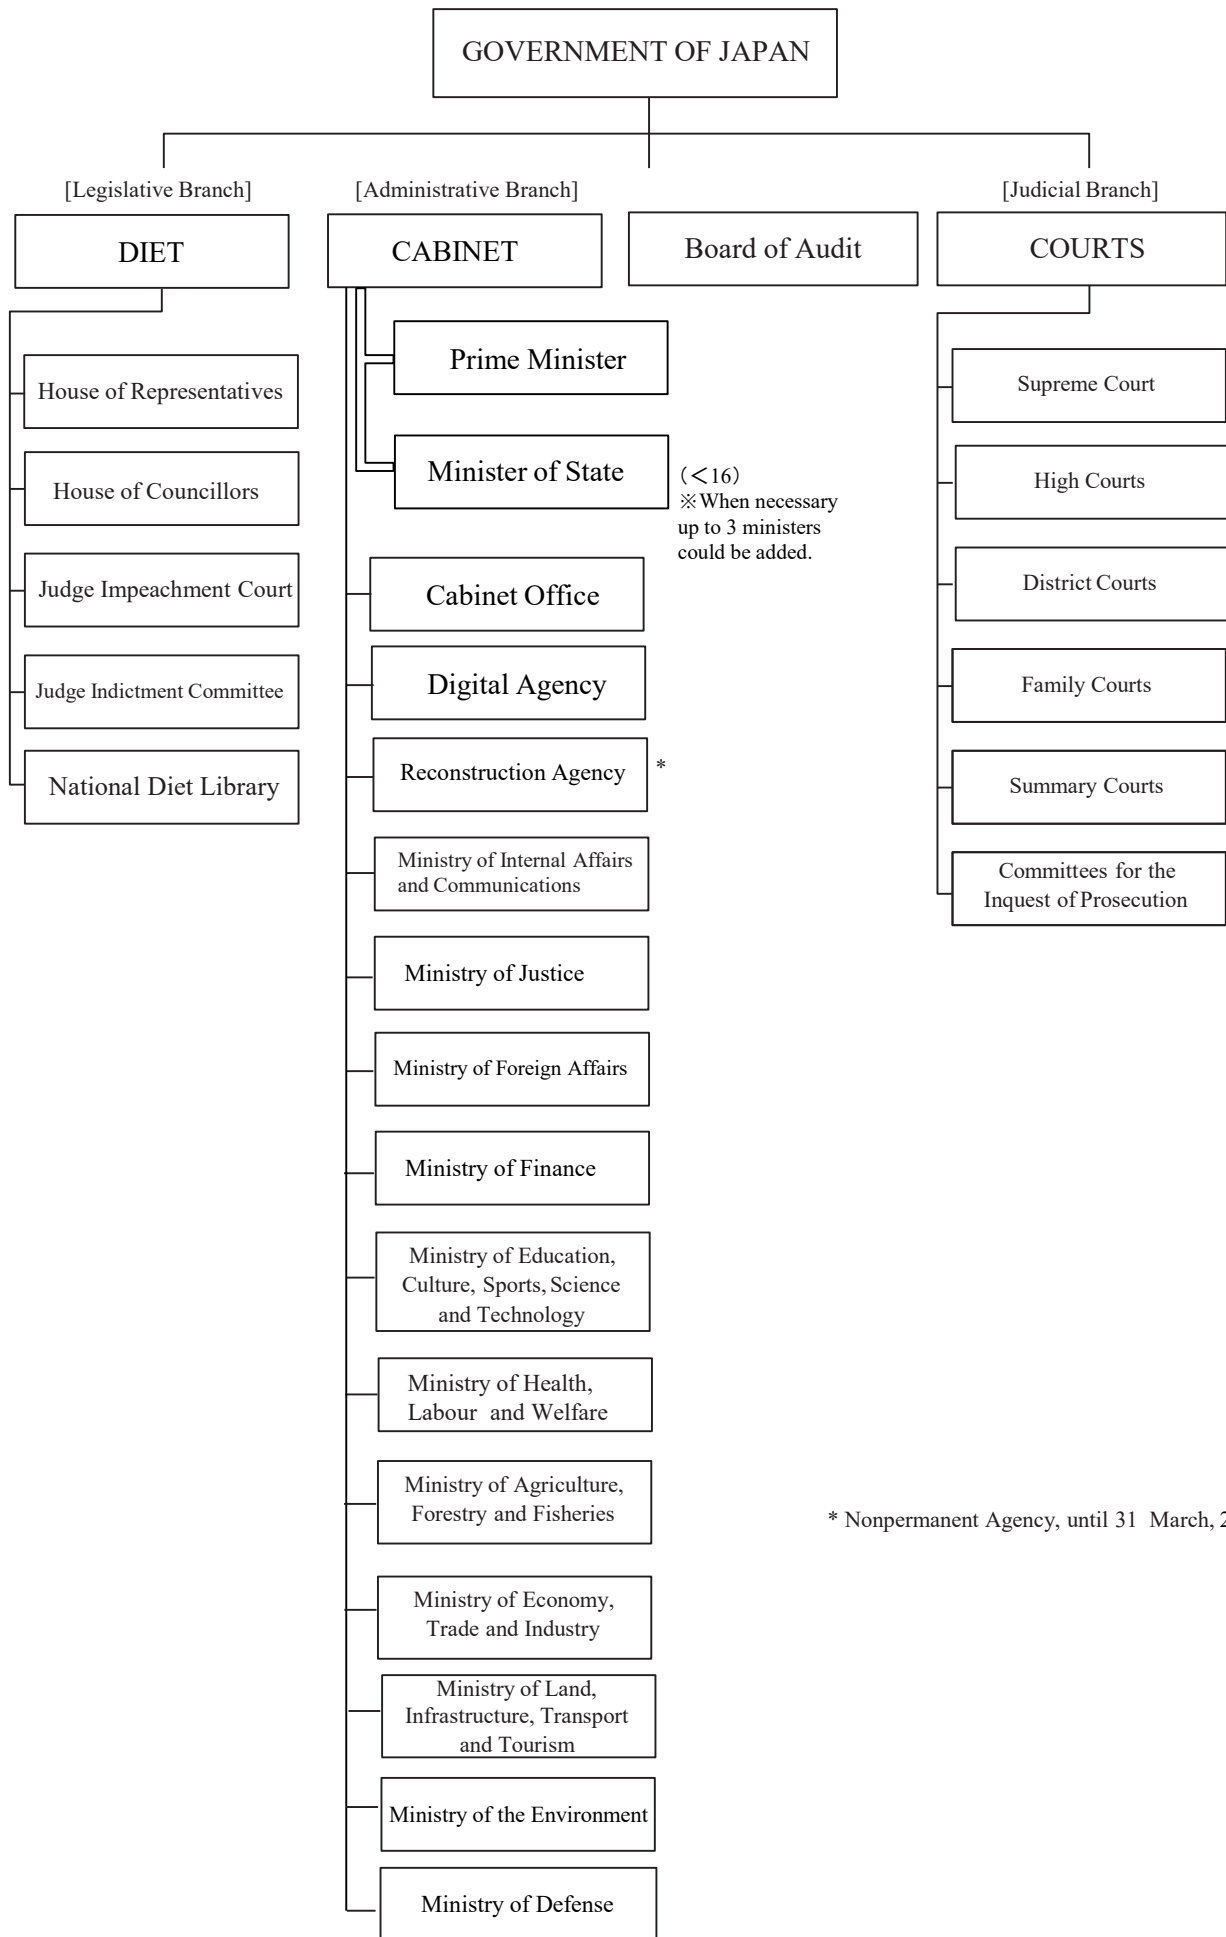 GOVERNMENT OF JAPAN
[Legislative Branch]
[Administrative Branch]
[Judicial Branch]
DIET
CABINET
Board of Audit
COURTS
House of Representatives
House of Councillors
Judge Impeachment Court
Judge Indictment Committee
National Diet Library
Prime Minister
Minister of State
(<16)
※When necessary
up to 3 ministers
could be added.
Cabinet Office
Digital Agency
Reconstruction Agency *
Ministry of Internal Affairs
and Communications
Ministry of Justice
Ministry of Foreign Affairs
Ministry of Finance
Ministry of Education,
Culture, Sports, Science
and Technology
Ministry of Health,
Labour and Welfare
Ministry of Agriculture,
Forestry and Fisheries
Ministry of Economy,
Trade and Industry
Ministry of Land,
Infrastructure, Transport
and Tourism
Ministry of the Environment
Ministry of Defense
Supreme Court
High Courts
District Courts
Family Courts
Summary Courts
Committees for the
Inquest of Prosecution
* Nonpermanent Agency, until 31 March, 2